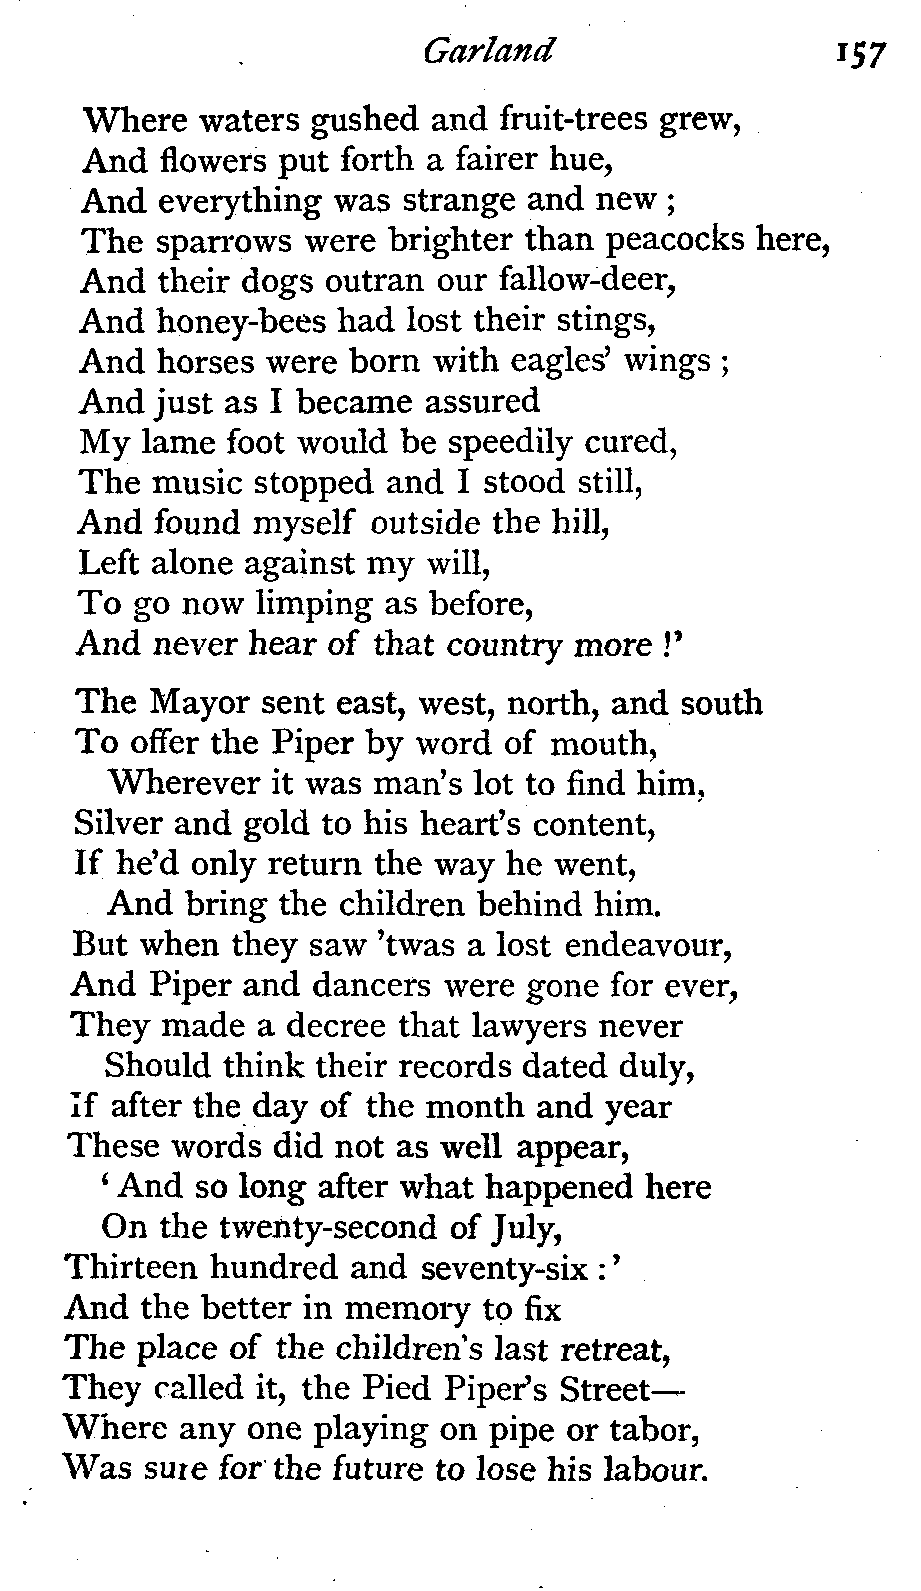 Garland 157
Where waters gushed and fruit-trees grew,
And flowers put forth a fairer hue,
And everything was strange and new ;
The sparrows were brighter than peacocks here,
And their dogs outran our fallow-deer,
And honey-bees had lost their stings,
And horses were born with eagles’ wings ;
And just as I became assured
My lame foot would be speedily cured,
The music stopped and I stood still,
And found myself outside the hill,
Left alone against my will,
To go now limping as before,
And never hear of that country more !’
The Mayor sent east, west, north, and south
To offer the Piper by word of mouth,
Wherever it was man’s lot to find him,
Silver and gold to his heart’s content,
If he’d only return the way he went,
And bring the children behind him.
But when they saw ’twas a lost endeavour,
And Piper and dancers were gone for ever,
They made a decree that lawyers never
Should think their records dated duly,
If after the day of the month and year
These words did not as well appear,
‘ And so long after what happened here
On the twenty-second of July,
Thirteen hundred and seventy-six :’
And the better in memory to fix
The place of the children’s last retreat,
They called it, the Pied Piper’s Street—
Where any one playing on pipe or tabor,
Was sure for the future to lose his labour.